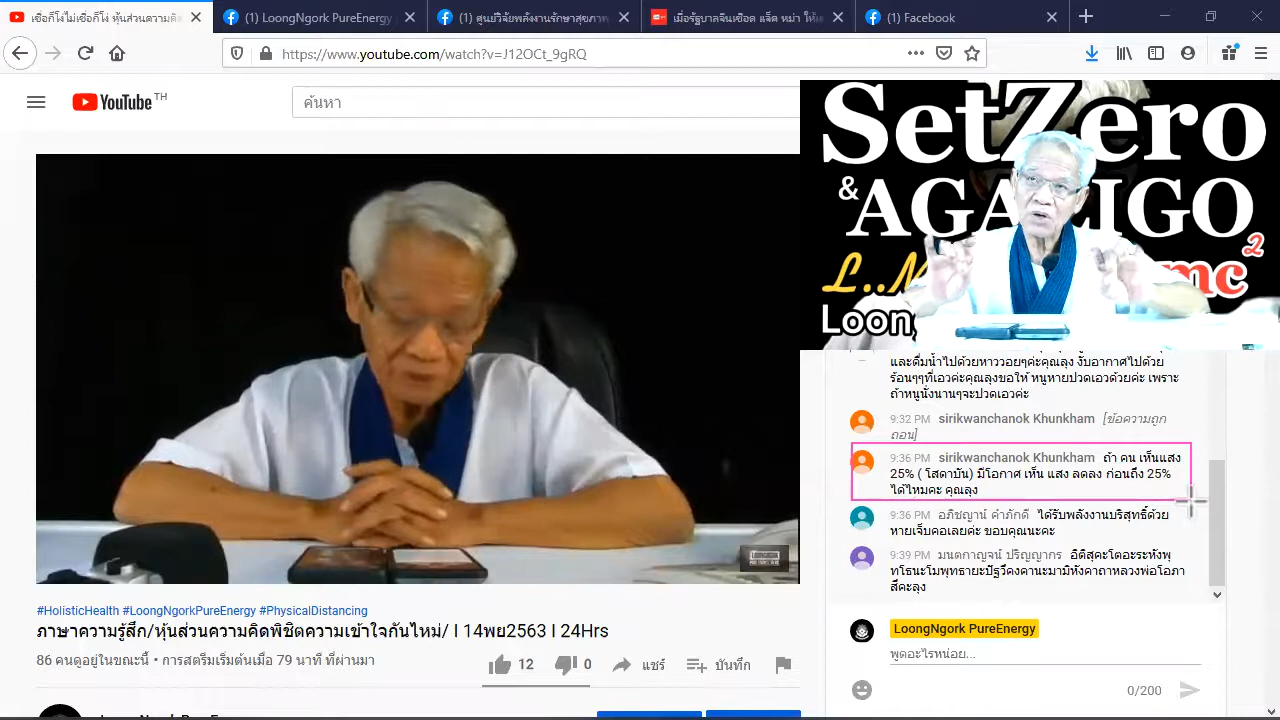 เชื่อก็โง่ไม่เชื่อก็โง่ หุ้นส่วนความคิด
(1) LoongNgork PureEnergy
(1) ศูนย์วิจัยพลังงานรักษาสุขภาพ
เมื่อรัฐบาลจีนเชือด แจ็ค หม่า ให้
(1) Facebook
https://www.youtube.com/watch?v=J12OCt_9gRQ
YouTube TH
ค้นหา
SetZero
&
L..
mc2
Loon
และดื่มน้ำไปด้วยหาววอยๆค่ะคุณลุง งับอากาศไปด้วย
ร้อนๆๆที่เอวค่ะคุณลุงขอให้ หนูหายปวดเอวด้วยค่ะ เพราะ
ถ้าหนูนั่งนานๆจะปวดเอวค่ะ
9:32 PM sirikwanchanok Khunkham [ข้อความถูก
ถอน]
9:36 PM sirikwanchanok Khunkham ถ้า คน เห็นแสง
25% ( โสดาบัน) มีโอกาศ เห็น แสง ลดลง ก่อนถึง 25%
ได้ไหมคะ คุณลุง
9:36 PM อภิชญาน์ คำภักดี ได้รับพลังงานบริสุทธิ์ด้วย
หายเจ็บคอเลยค่ะ ขอบคุณนะคะ
9:39 PM มนตกาญจน์ ปริญญากร อิติสุคะโตอะระหังพุ
ทโธนะโมพุทธายะปัฐวีคงคานะมามิหังคาถาหลวงพ่อโอภา
สีคะลุง
LOONGNGORK
#HolisticHealth #LoongNgorkPureEnergy #PhysicalDistancing
ภาษาความรู้สึก/หุ้นส่วนความคิดพิชิตความเข้าใจกันไหม่/ I 14พย2563 I 24Hrs
86 คนดูอยู่ในขณะนี้ • การสตรีมเริ่มต้นเมื่อ 79 นาที ที่ผ่านมา
12
0
แชร์
บันทึก
LoongNgork PureEnergy
พูดอะไรหน่อย...
0/200